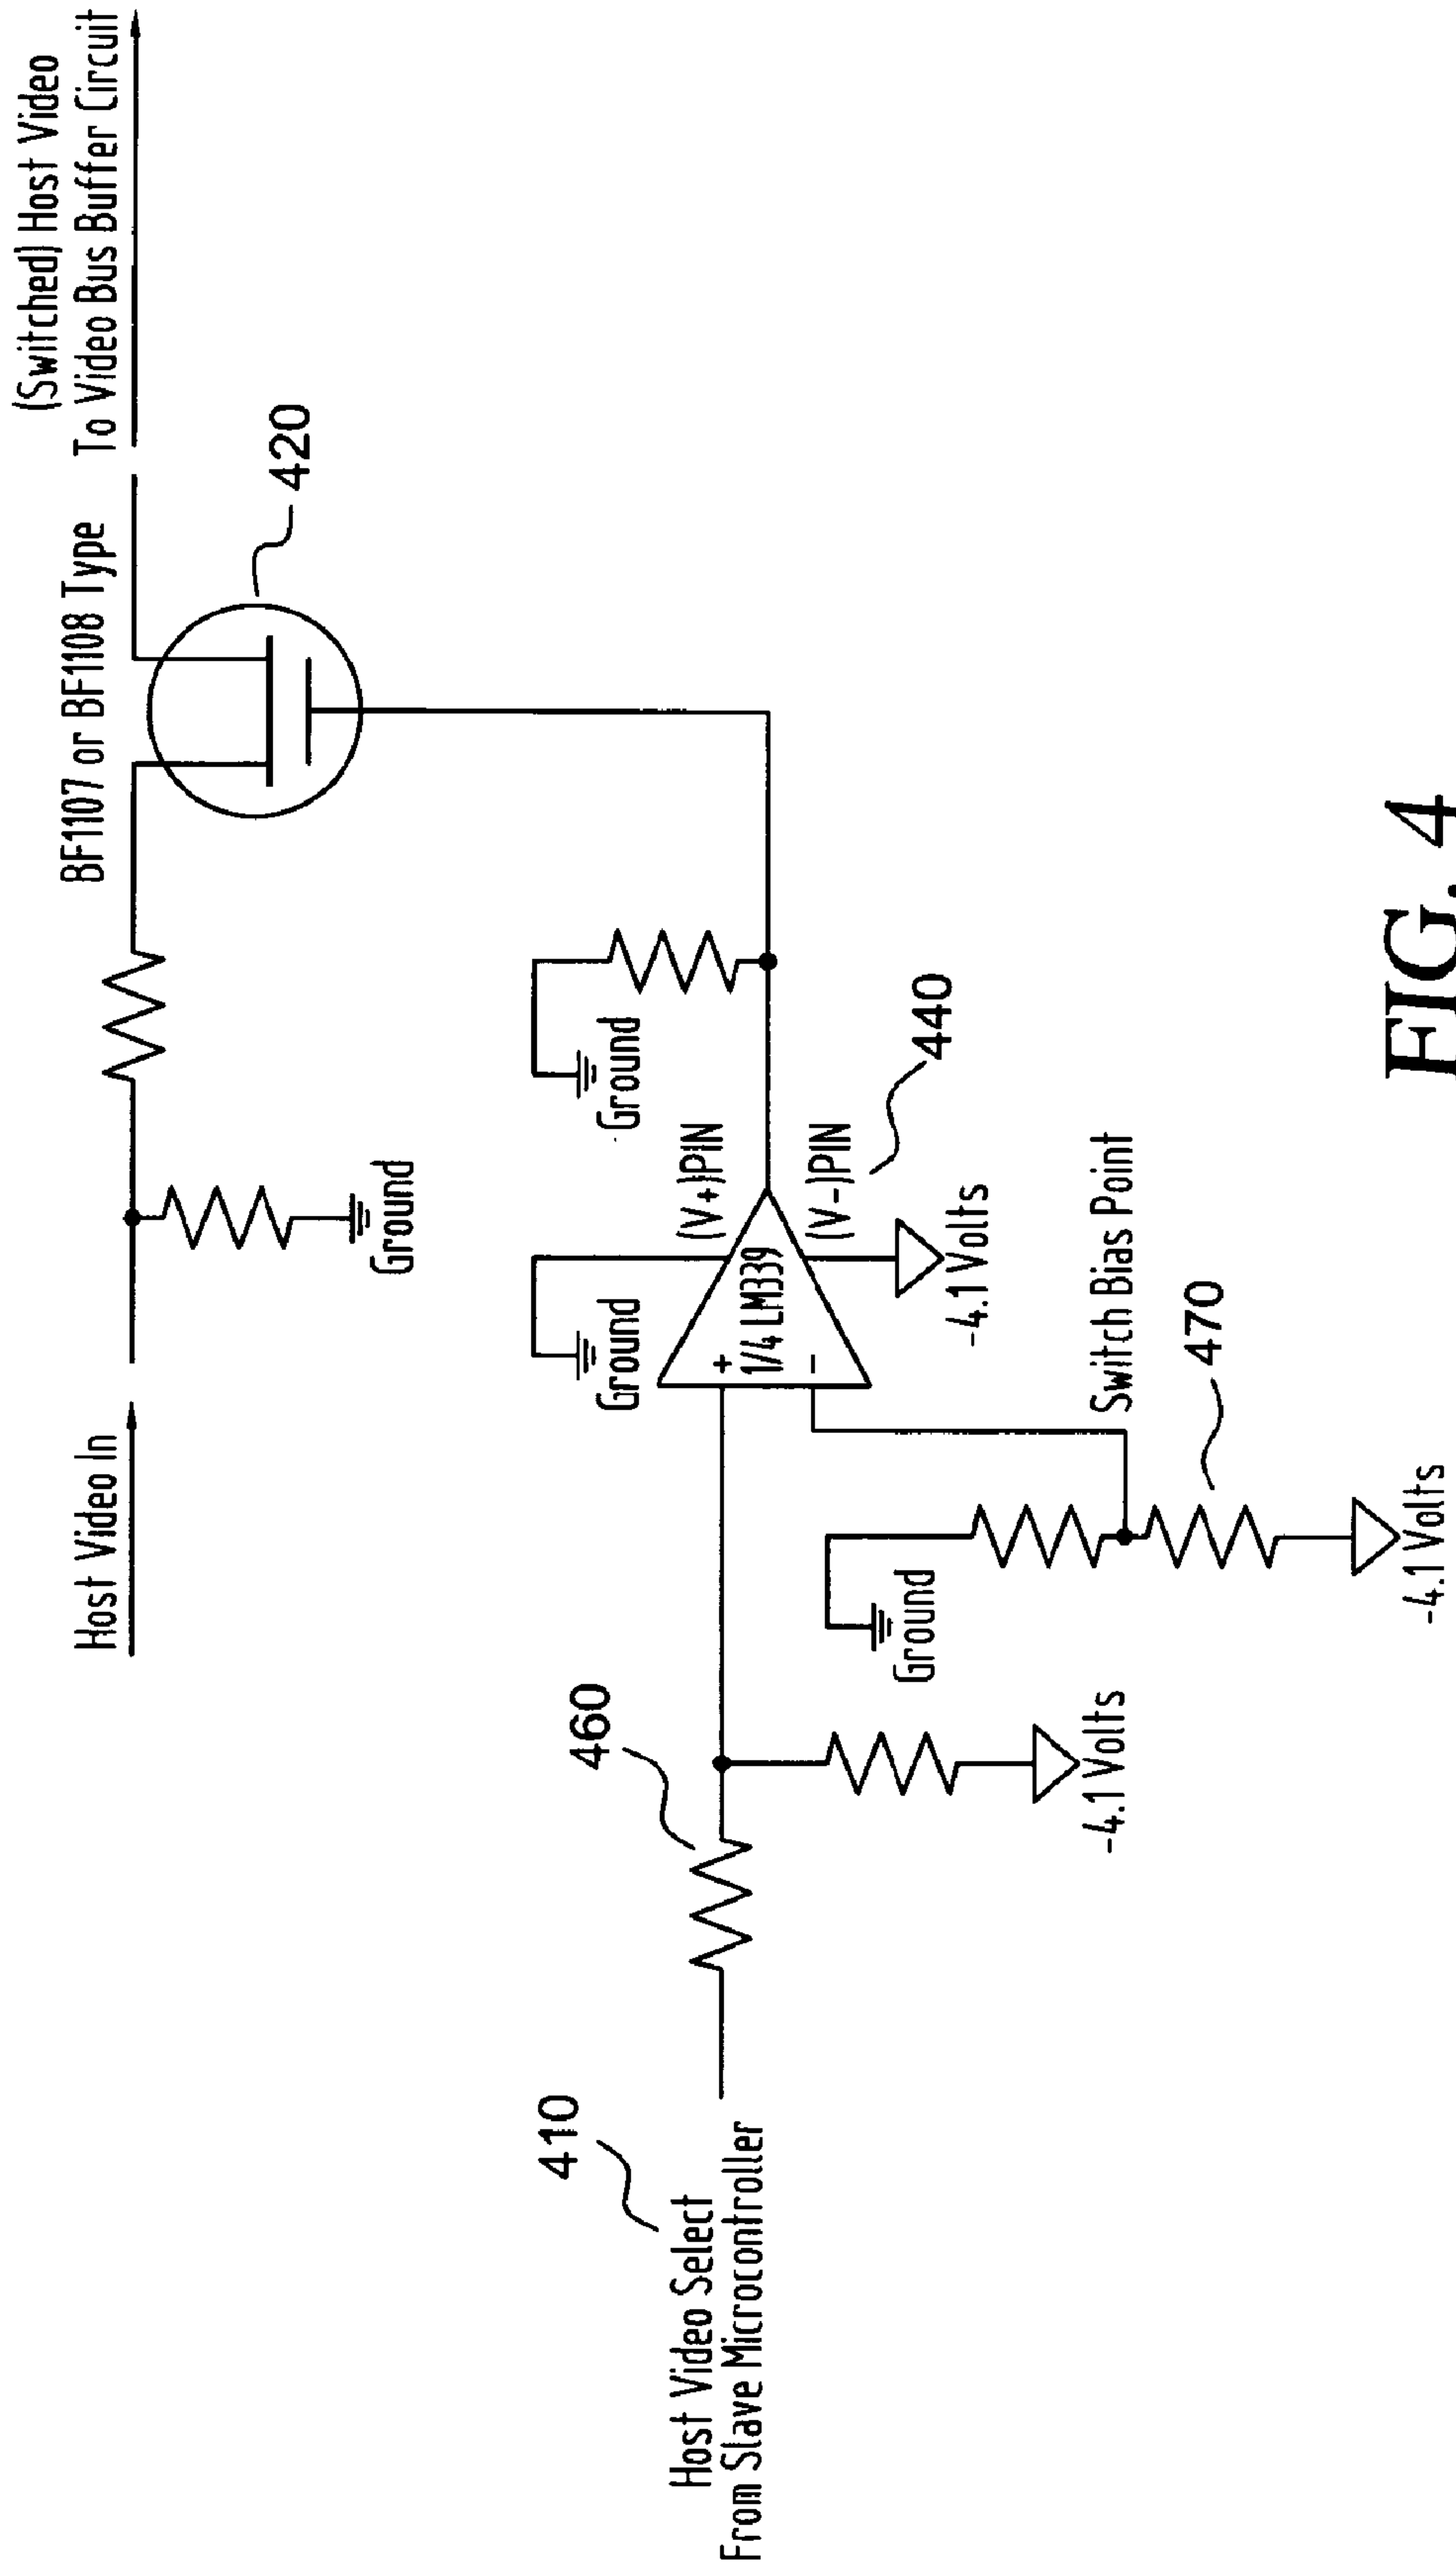 (Switched) Host Video
To Video Bus Buffer Circuit
BF1107 or BF1108 Type
420
Host Video In
Ground
Ground
Ground
(V+)PIN
(V-)PIN
440
+
1/4 LM339
-
-4.1 Volts
Switch Bias Point
470
Ground
-4.1 Volts
460
-4.1 Volts
410
Host Video Select
From Slave Microcontroller
FIG. 4